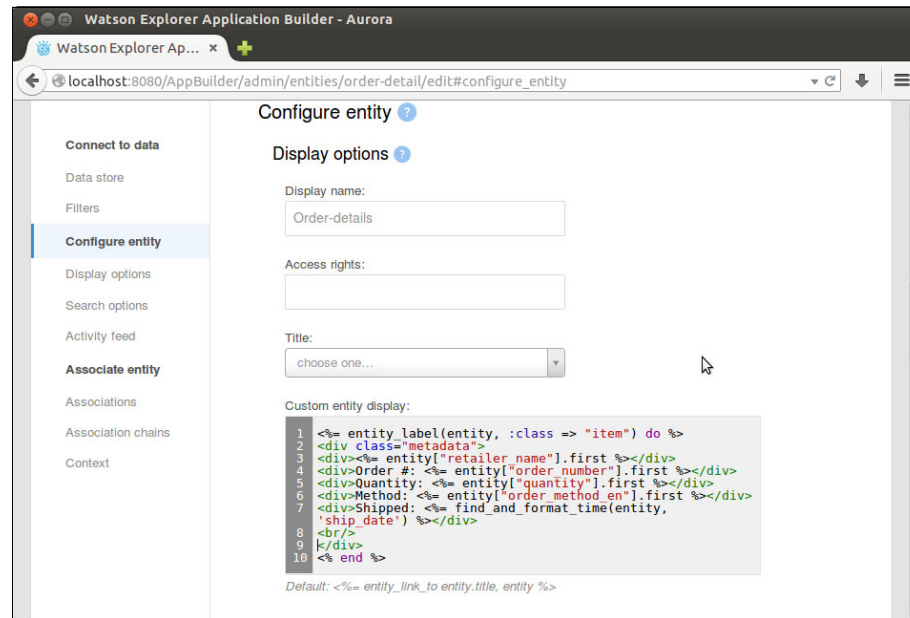 Watson Explorer Application Builder - Aurora
Watson Explorer Ap... ×
localhost:8080/AppBuilder/admin/entities/order-detail/edit#configure_entity
Configure entity ?
Connect to data
Display options ?
Data store
Display name:
Filters
Order-details
Configure entity
Access rights:
Display options
Search options
Activity feed
Title:
choose one...
Associate entity
Associations
Custom entity display:
Association chains
Context
1 <%= entity_label(entity, :class => "item") do %>
2 <div class="metadata">
3 <div><%= entity["retailer_name"].first %></div>
4 <div>Order #: <%= entity["order_number"].first %></div>
5 <div>Quantity: <%= entity["quantity"].first %></div>
6 <div>Method: <%= entity["order_method_en"].first %></div>
7 <div>Shipped: <%= find_and_format_time(entity,
'ship_date') %></div>
8 <br/>
9 </div>
10 <% end %>
Default: <%= entity_link_to entity.title, entity %>